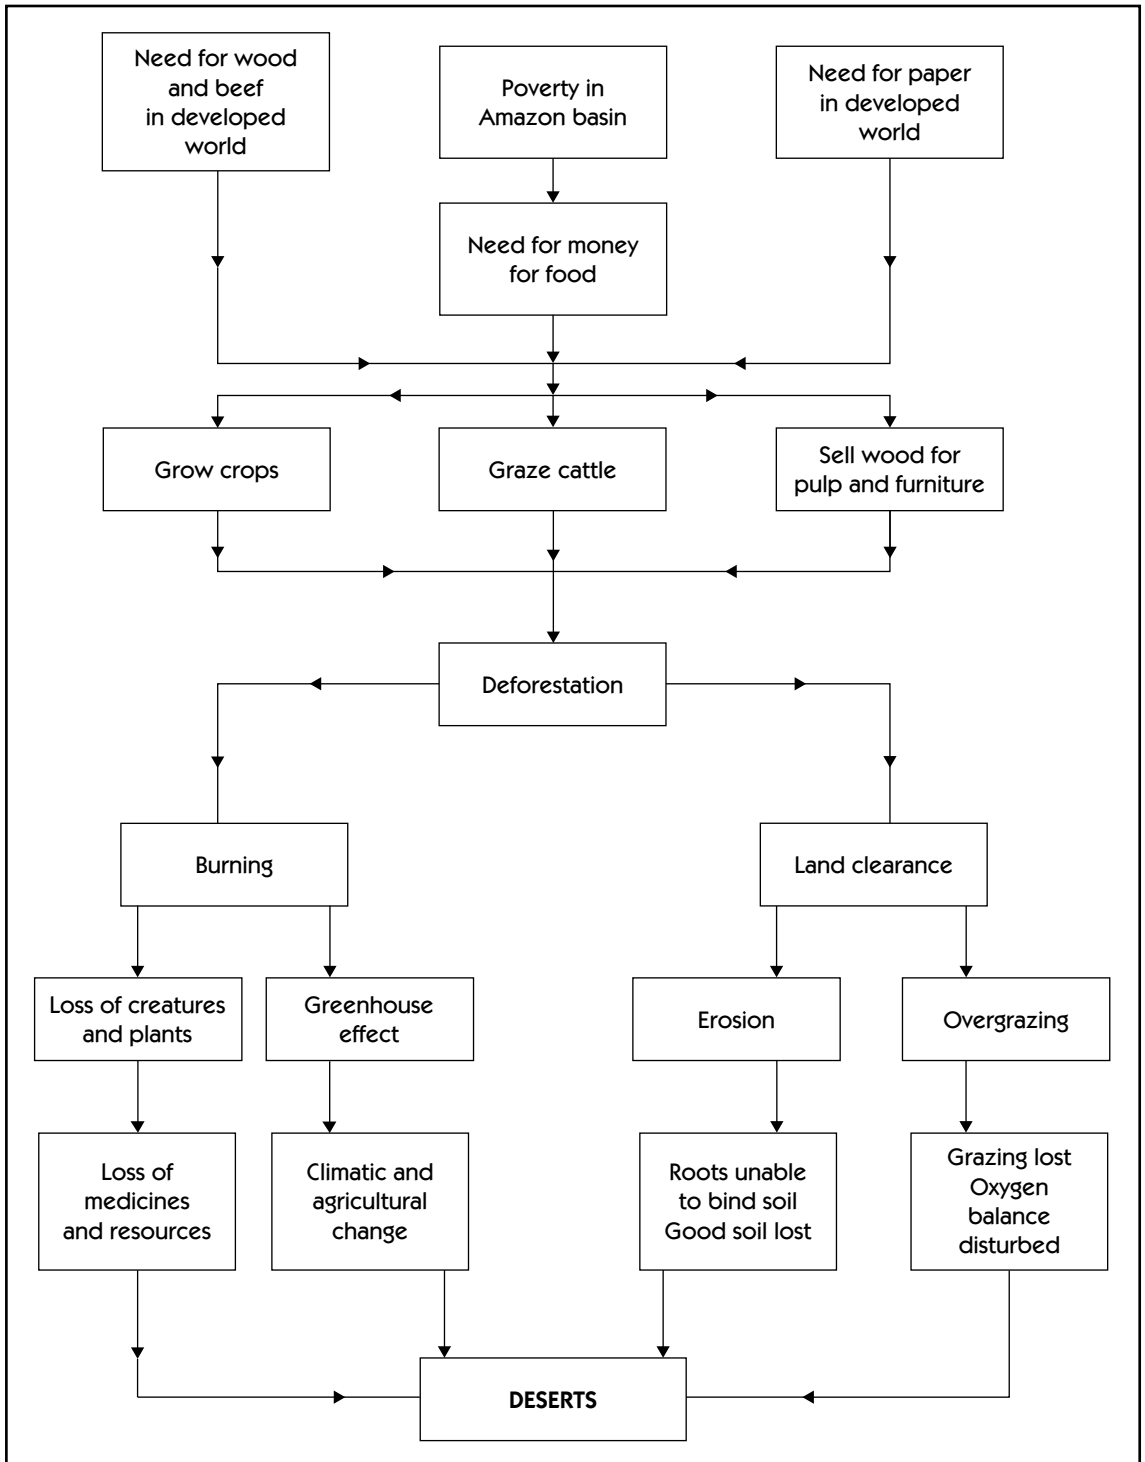 Need for wood
and beef
in developed
world
Poverty in
Amazon basin
Need for paper
in developed
world
Need for money
for food
Grow crops
Graze cattle
Sell wood for
pulp and furniture
Deforestation
Burning
Land clearance
Loss of creatures
and plants
Greenhouse
effect
Erosion
Overgrazing
Loss of
medicines
and resources
Climatic and
agricultural
change
Roots unable
to bind soil
Good soil lost
Grazing lost
Oxygen
balance
disturbed
DESERTS